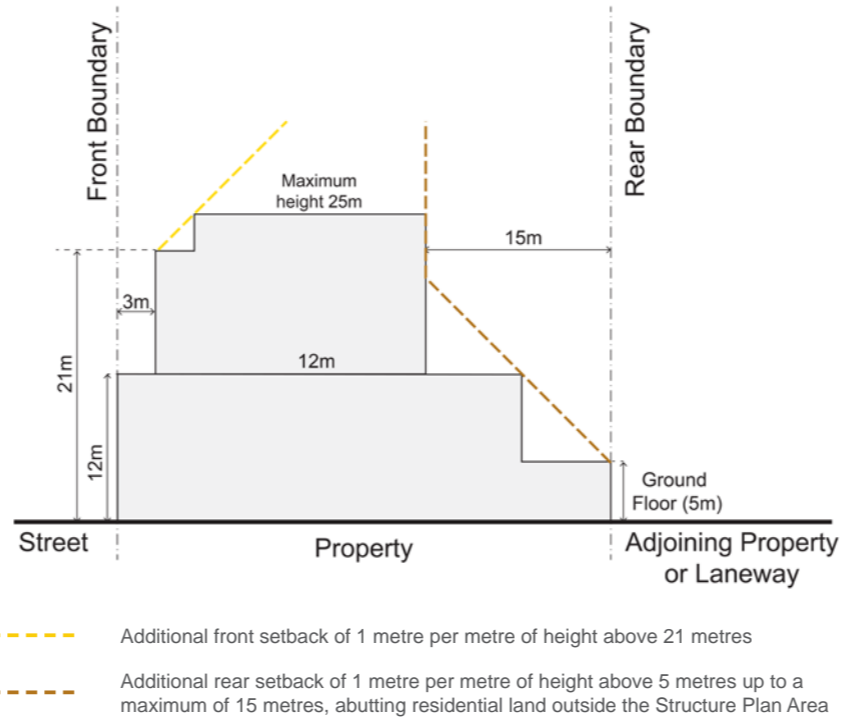 Front Boundary
Rear Boundary
Maximum
height 25m
15m
3m
12m
21m
12m
Ground
Floor (5m)
Street
Property
Adjoining Property
or Laneway
Additional front setback of 1 metre per metre of height above 21 metres
Additional rear setback of 1 metre per metre of height above 5 metres up to a
maximum of 15 metres, abutting residential land outside the Structure Plan Area